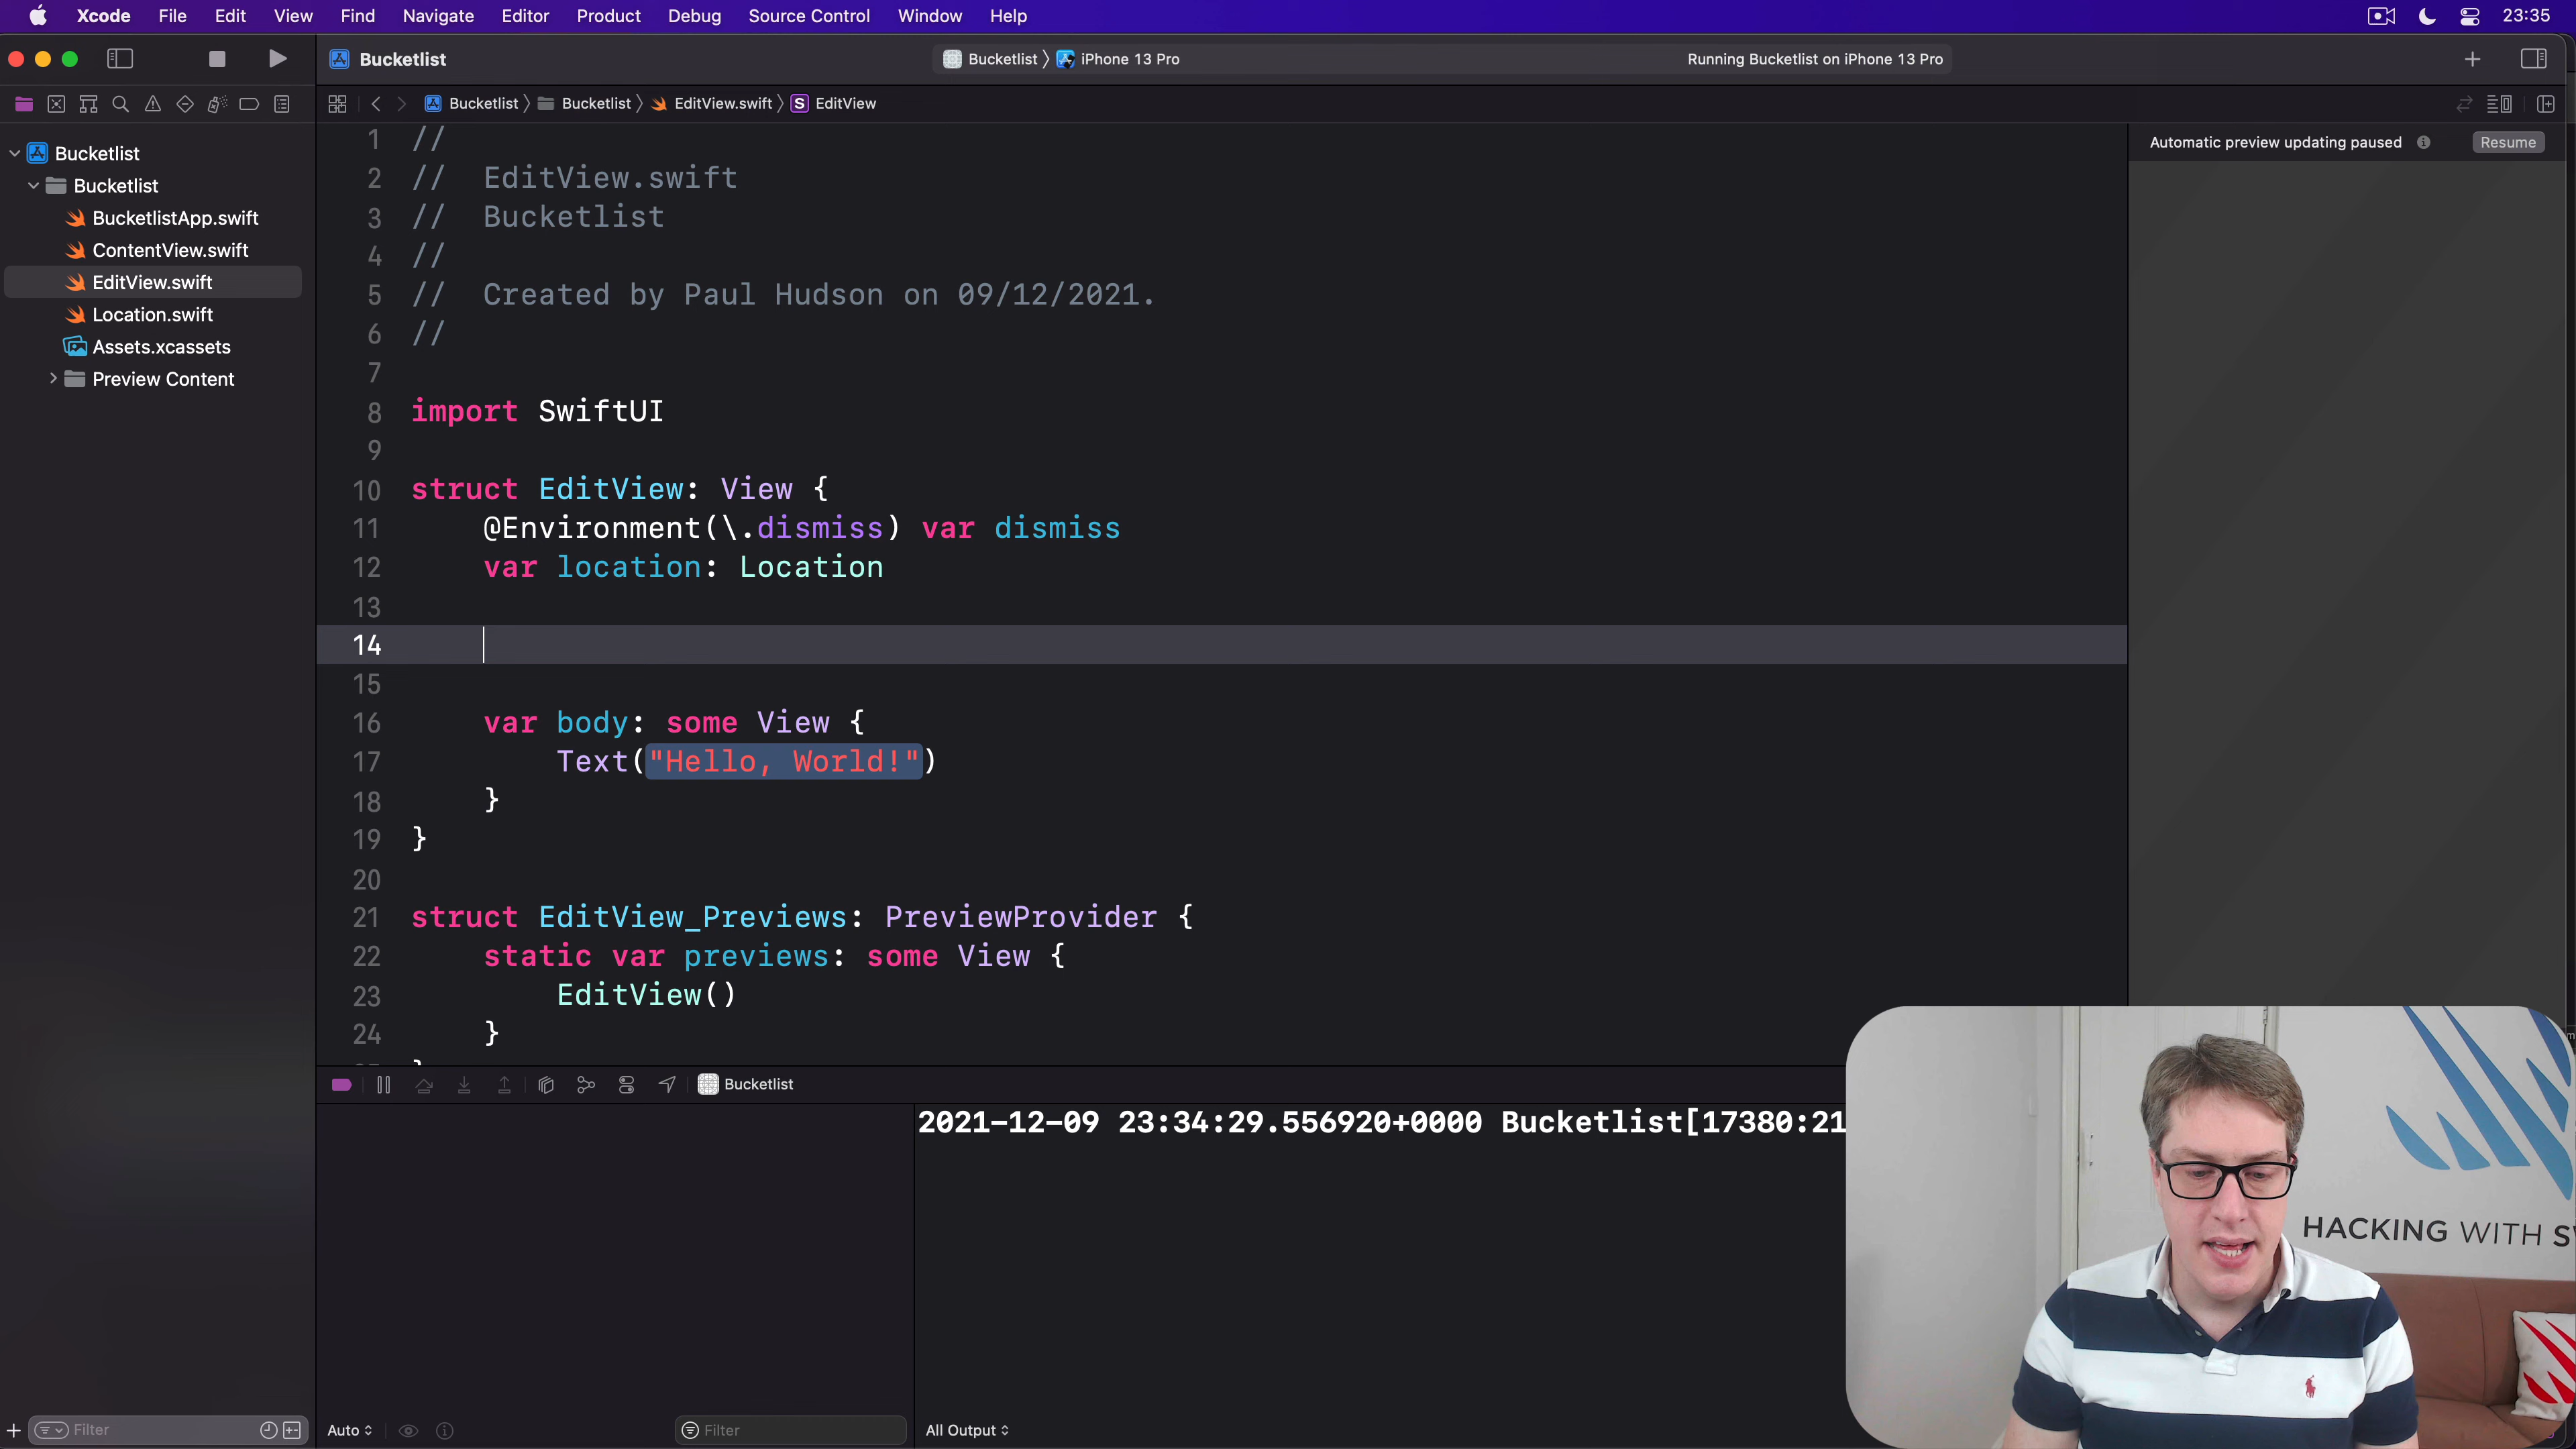 Xcode File Edit View Find Navigate Editor Product Debug Source Control Window Help 23:35
Bucketlist Bucketlist iPhone 13 Pro Running Bucketlist on iPhone 13 Pro
Bucketlist Bucketlist EditView.swift S EditView
Automatic preview updating paused Resume
Bucketlist
Bucketlist
BucketlistApp.swift
ContentView.swift
EditView.swift
Location.swift
Assets.xcassets
Preview Content
1 //
2 //  EditView.swift
3 //  Bucketlist
4 //
5 //  Created by Paul Hudson on 09/12/2021.
6 //
7
8 import SwiftUI
9
10 struct EditView: View {
11     @Environment(\.dismiss) var dismiss
12     var location: Location
13
14
15
16     var body: some View {
17         Text("Hello, World!")
18     }
19 }
20
21 struct EditView_Previews: PreviewProvider {
22     static var previews: some View {
23         EditView()
24     }
Bucketlist
2021-12-09 23:34:29.556920+0000 Bucketlist[17380:21
HACKING WITH S
Filter
Auto
Filter
All Output